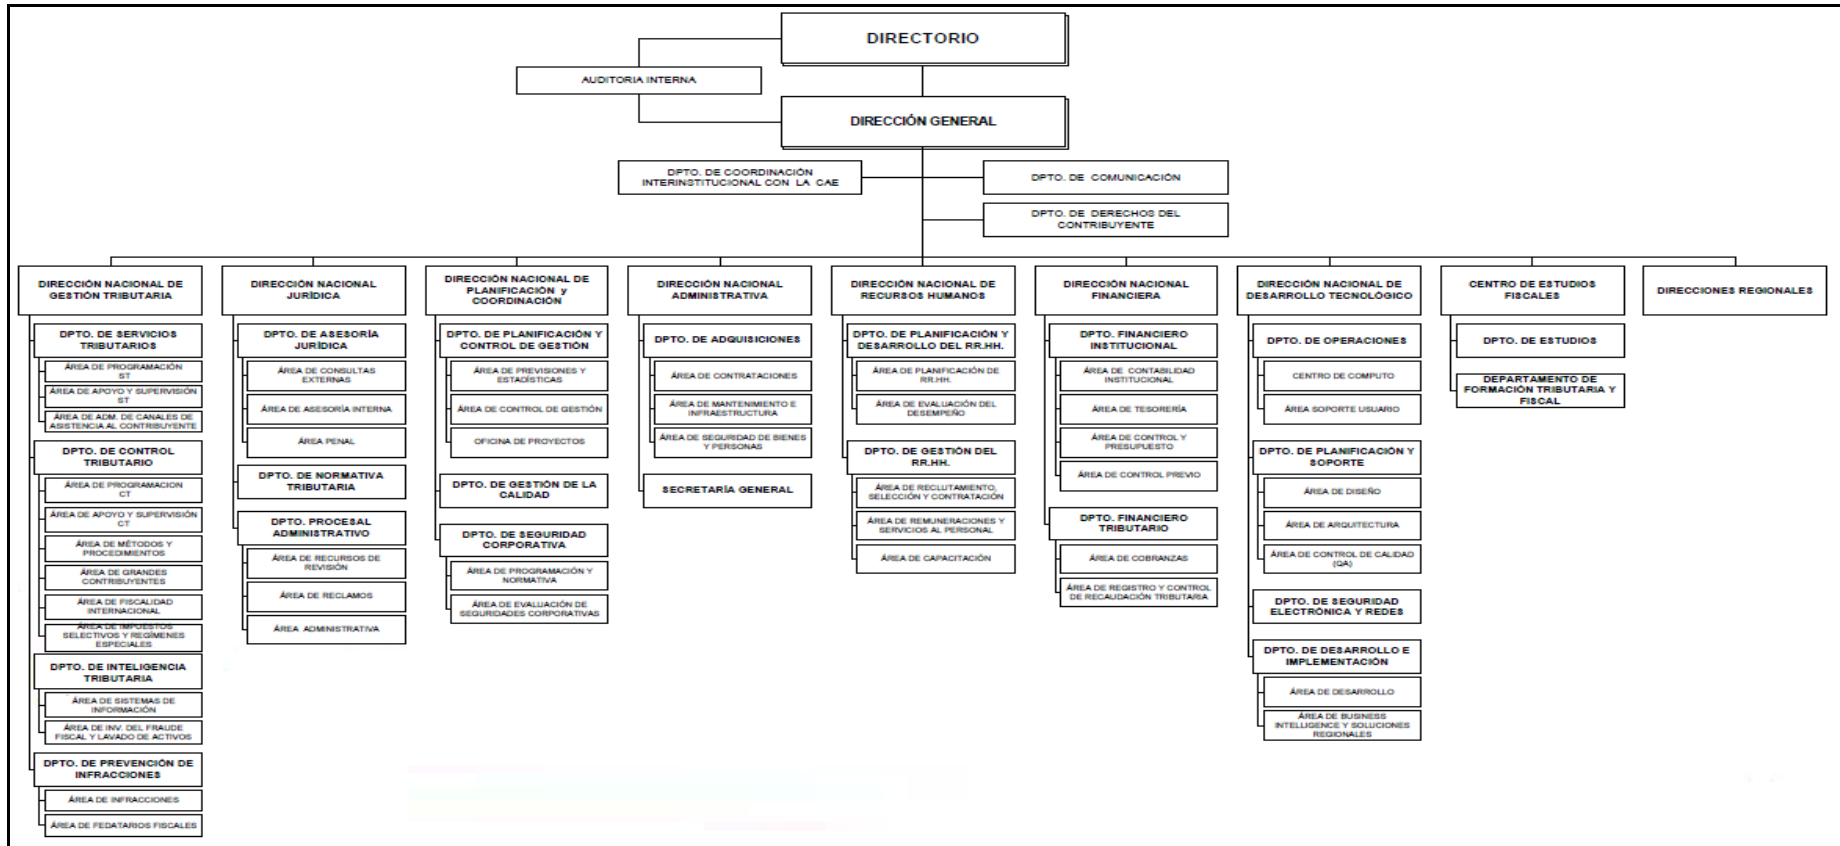 DIRECTORIO
AUDITORIA INTERNA
DIRECCIÓN GENERAL
DPTO. DE COORDINACIÓN
INTERINSTITUCIONAL CON LA CAE
DPTO. DE COMUNICACIÓN
DPTO. DE DERECHOS DEL
CONTRIBUYENTE
DIRECCIÓN NACIONAL DE
GESTIÓN TRIBUTARIA
DPTO. DE SERVICIOS
TRIBUTARIOS
ÁREA DE PROGRAMACIÓN
ST
ÁREA DE APOYO Y SUPERVISIÓN
ST
ÁREA DE ADM. DE CANALES DE
ASISTENCIA AL CONTRIBUYENTE
DPTO. DE CONTROL
TRIBUTARIO
ÁREA DE PROGRAMACION
CT
ÁREA DE APOYO Y SUPERVISIÓN
CT
ÁREA DE MÉTODOS Y
PROCEDIMIENTOS
ÁREA DE GRANDES
CONTRIBUYENTES
ÁREA DE FISCALIDAD
INTERNACIONAL
ÁREA DE IMPUESTOS
SELECTIVOS Y REGÍMENES
ESPECIALES
DPTO. DE INTELIGENCIA
TRIBUTARIA
ÁREA DE SISTEMAS DE
INFORMACIÓN
ÁREA DE INV. DEL FRAUDE
FISCAL Y LAVADO DE ACTIVOS
DPTO. DE PREVENCIÓN DE
INFRACCIONES
ÁREA DE INFRACCIONES
ÁREA DE FEDATARIOS FISCALES
DIRECCIÓN NACIONAL
JURÍDICA
DPTO. DE ASESORÍA
JURÍDICA
ÁREA DE CONSULTAS
EXTERNAS
ÁREA DE ASESORÍA INTERNA
ÁREA PENAL
DPTO. DE NORMATIVA
TRIBUTARIA
DPTO. PROCESAL
ADMINISTRATIVO
ÁREA DE RECURSOS DE
REVISIÓN
ÁREA DE RECLAMOS
ÁREA ADMINISTRATIVA
DIRECCIÓN NACIONAL DE
PLANIFICACIÓN y
COORDINACIÓN
DPTO. DE PLANIFICACIÓN Y
CONTROL DE GESTIÓN
ÁREA DE PREVISIONES Y
ESTADÍSTICAS
ÁREA DE CONTROL DE GESTIÓN
OFICINA DE PROYECTOS
DPTO. DE GESTIÓN DE LA
CALIDAD
DPTO. DE SEGURIDAD
CORPORATIVA
ÁREA DE PROGRAMACIÓN Y
NORMATIVA
ÁREA DE EVALUACIÓN DE
SEGURIDADES CORPORATIVAS
DIRECCIÓN NACIONAL
ADMINISTRATIVA
DPTO. DE ADQUISICIONES
ÁREA DE CONTRATACIONES
ÁREA DE MANTENIMIENTO E
INFRAESTRUCTURA
ÁREA DE SEGURIDAD DE BIENES
Y PERSONAS
SECRETARÍA GENERAL
DIRECCIÓN NACIONAL DE
RECURSOS HUMANOS
DPTO. DE PLANIFICACIÓN Y
DESARROLLO DEL RR.HH.
ÁREA DE PLANIFICACIÓN DE
RR.HH.
ÁREA DE EVALUACIÓN DEL
DESEMPEÑO
DPTO. DE GESTIÓN DEL
RR.HH.
ÁREA DE RECLUTAMIENTO,
SELECCIÓN Y CONTRATACIÓN
ÁREA DE REMUNERACIONES Y
SERVICIOS AL PERSONAL
ÁREA DE CAPACITACIÓN
DIRECCIÓN NACIONAL
FINANCIERA
DPTO. FINANCIERO
INSTITUCIONAL
ÁREA DE CONTABILIDAD
INSTITUCIONAL
ÁREA DE TESORERÍA
ÁREA DE CONTROL Y
PRESUPUESTO
ÁREA DE CONTROL PREVIO
DPTO. FINANCIERO
TRIBUTARIO
ÁREA DE COBRANZAS
ÁREA DE REGISTRO Y CONTROL
DE RECAUDACIÓN TRIBUTARIA
DIRECCIÓN NACIONAL DE
DESARROLLO TECNOLÓGICO
DPTO. DE OPERACIONES
CENTRO DE COMPUTO
ÁREA SOPORTE USUARIO
DPTO. DE PLANIFICACIÓN Y
SOPORTE
ÁREA DE DISEÑO
ÁREA DE ARQUITECTURA
ÁREA DE CONTROL DE CALIDAD
(QA)
DPTO. DE SEGURIDAD
ELECTRÓNICA Y REDES
DPTO. DE DESARROLLO E
IMPLEMENTACIÓN
ÁREA DE DESARROLLO
ÁREA DE BUSINESS
INTELLIGENCE Y SOLUCIONES
REGIONALES
CENTRO DE ESTUDIOS
FISCALES
DPTO. DE ESTUDIOS
DEPARTAMENTO DE
FORMACIÓN TRIBUTARIA Y
FISCAL
DIRECCIONES REGIONALES